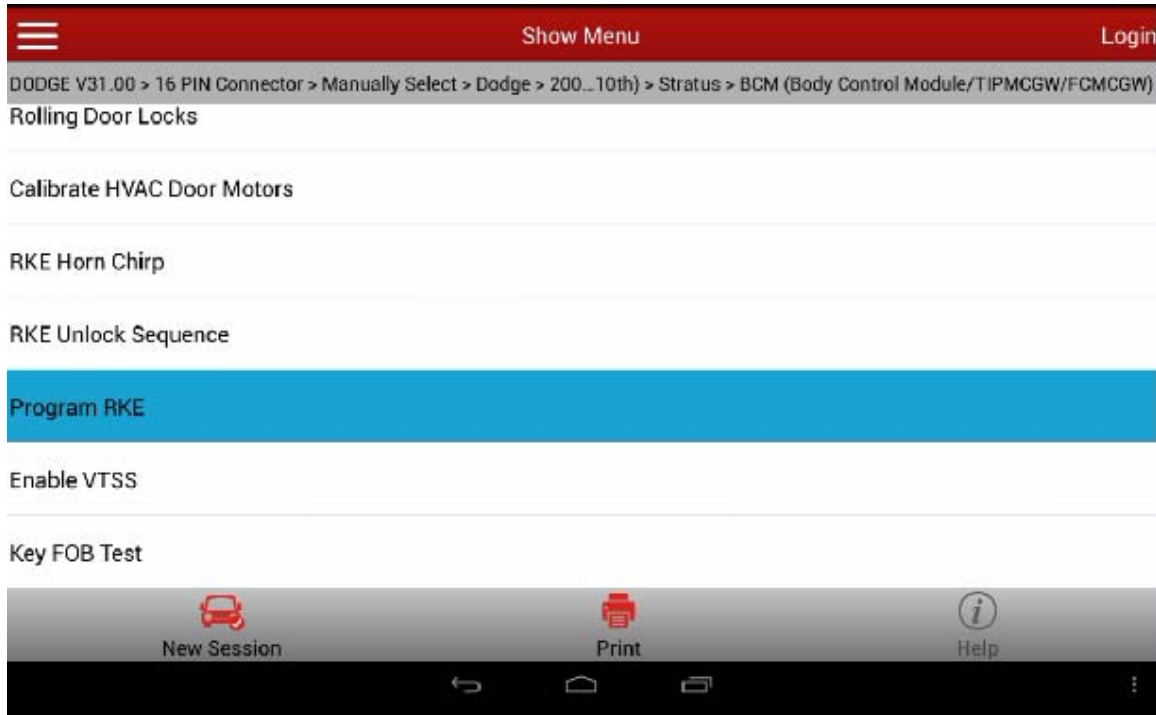 Show Menu
Login
DODGE V31.00 > 16 PIN Connector > Manually Select > Dodge > 200...10th) > Stratus > BCM (Body Control Module/TIPMCGW/FCMCGW)
Rolling Door Locks
Calibrate HVAC Door Motors
RKE Horn Chirp
RKE Unlock Sequence
Program RKE
Enable VTSS
Key FOB Test
New Session
Print
Help